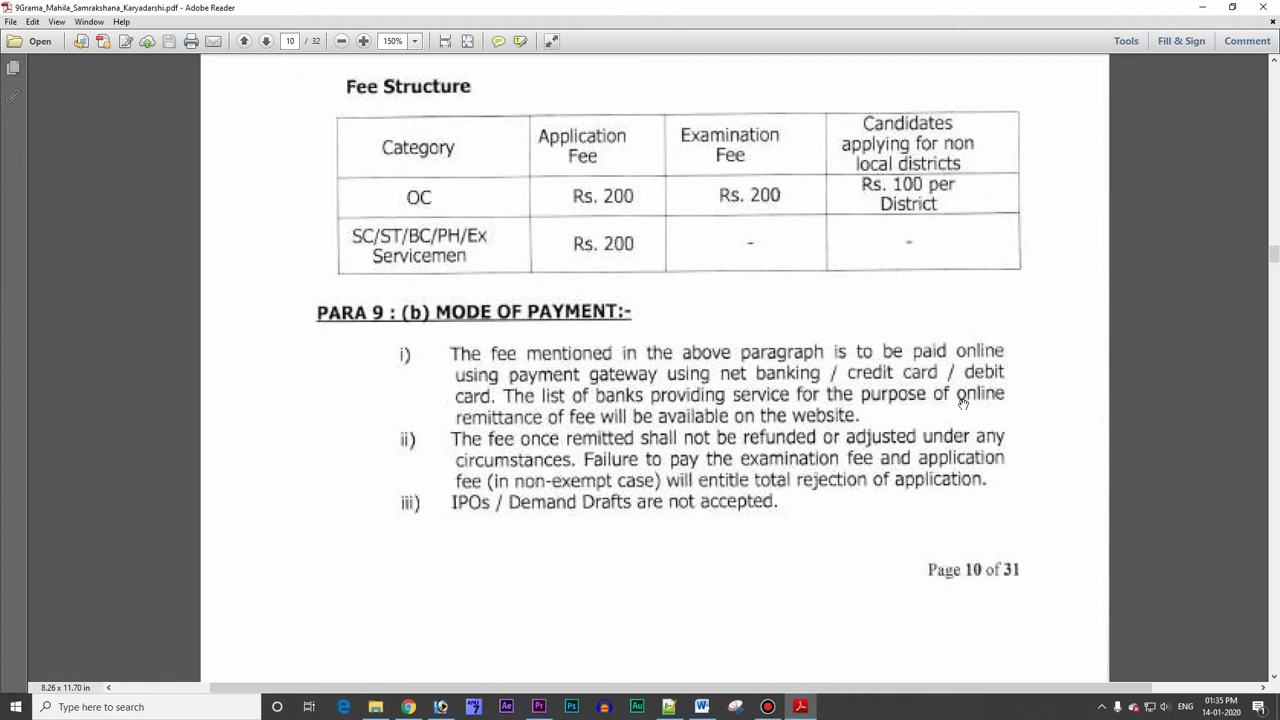 9Grama_Mahila_Samrakshana_Karyadarshi.pdf - Adobe Reader
File Edit View Window Help
Open 10 / 32 150% Tools Fill & Sign Comment
Fee Structure
Category Application Fee Examination Fee Candidates applying for non local districts
OC Rs. 200 Rs. 200 Rs. 100 per District
SC/ST/BC/PH/Ex Servicemen Rs. 200 - -
PARA 9 : (b) MODE OF PAYMENT:-
i) The fee mentioned in the above paragraph is to be paid online
using payment gateway using net banking / credit card / debit
card. The list of banks providing service for the purpose of online
remittance of fee will be available on the website.
ii) The fee once remitted shall not be refunded or adjusted under any
circumstances. Failure to pay the examination fee and application
fee (in non-exempt case) will entitle total rejection of application.
iii) IPOs / Demand Drafts are not accepted.
Page 10 of 31
8.26 x 11.70 in
Type here to search
Ae Pr Ps Au W
ENG 01:35 PM
14-01-2020